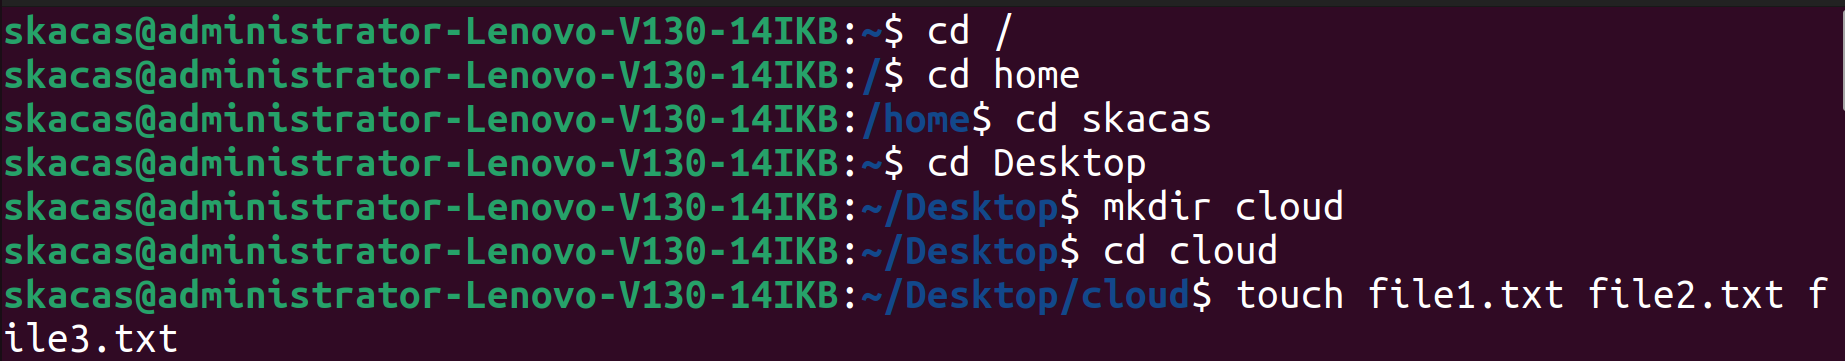 skacas@administrator-Lenovo-V130-14IKB:~$ cd /
skacas@administrator-Lenovo-V130-14IKB:/$ cd home
skacas@administrator-Lenovo-V130-14IKB:/home$ cd skacas
skacas@administrator-Lenovo-V130-14IKB:~$ cd Desktop
skacas@administrator-Lenovo-V130-14IKB:~/Desktop$ mkdir cloud
skacas@administrator-Lenovo-V130-14IKB:~/Desktop$ cd cloud
skacas@administrator-Lenovo-V130-14IKB:~/Desktop/cloud$ touch file1.txt file2.txt f
ile3.txt